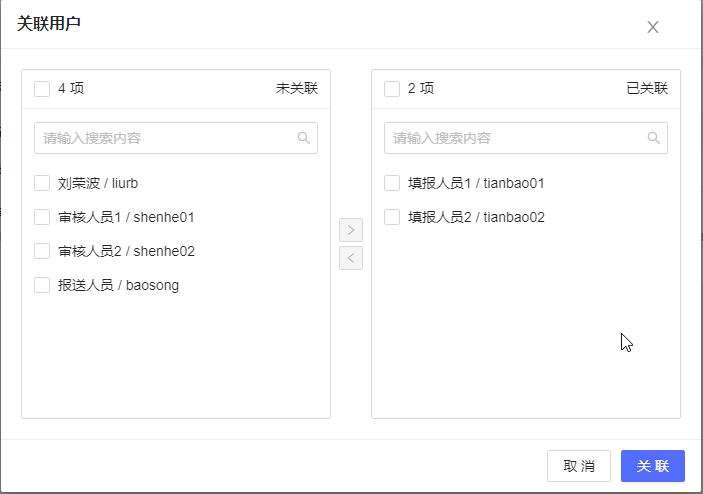 关联用户
4 项 未关联
请输入搜索内容
刘荣波 / liurb
审核人员1 / shenhe01
审核人员2 / shenhe02
报送人员 / baosong
2 项 已关联
请输入搜索内容
填报人员1 / tianbao01
填报人员2 / tianbao02
取 消 关 联